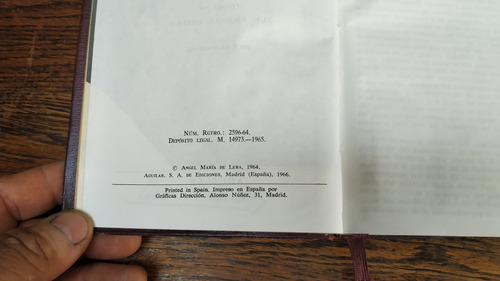 NÚM. RGTRO.: 2596-64.
DEPÓSITO LEGAL. M. 14973.—1965.
© ANGEL MARÍA DE LERA, 1964.
AGUILAR. S. A. DE EDICIONES, Madrid (España), 1966.
Printed in Spain. Impreso en España por
Gráficas Dirección, Alonso Núñez, 31, Madrid.